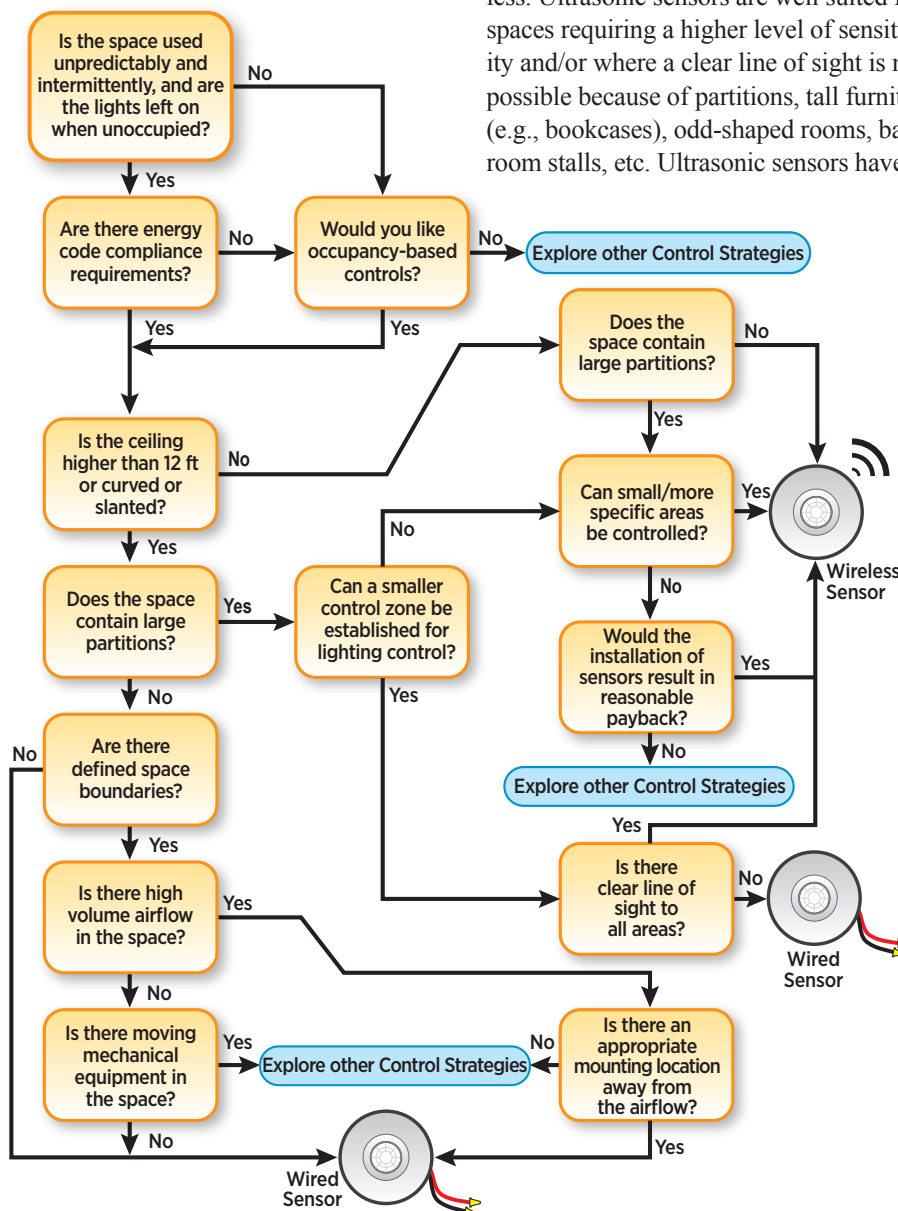 less. Ultrasonic sensors are well suited
spaces requiring a higher level of sensit
ity and/or where a clear line of sight is
possible because of partitions, tall furnit
(e.g., bookcases), odd-shaped rooms, ba
room stalls, etc. Ultrasonic sensors have
Is the space used
unpredictably and
intermittently, and are
the lights left on
when unoccupied?
No
Yes
Are there energy
code compliance
requirements?
No
Would you like
occupancy-based
controls?
No
Explore other Control Strategies
Yes
Yes
Does the
space contain
large partitions?
No
Yes
Is the ceiling
higher than 12 ft
or curved or
slanted?
No
Can small/more
specific areas
be controlled?
Yes
Wireless
Sensor
No
Yes
No
Does the space
contain large
partitions?
Yes
Can a smaller
control zone be
established for
lighting control?
Would the
installation of
sensors result in
reasonable
payback?
Yes
No
Yes
No
Explore other Control Strategies
No
Are there
defined space
boundaries?
Yes
Yes
Is there
clear line of
sight to
all areas?
No
Wired
Sensor
Is there high
volume airflow
in the space?
Yes
No
Is there moving
mechanical
equipment in
the space?
Yes
Explore other Control Strategies
No
Is there an
appropriate
mounting location
away from
the airflow?
No
Yes
Wired
Sensor